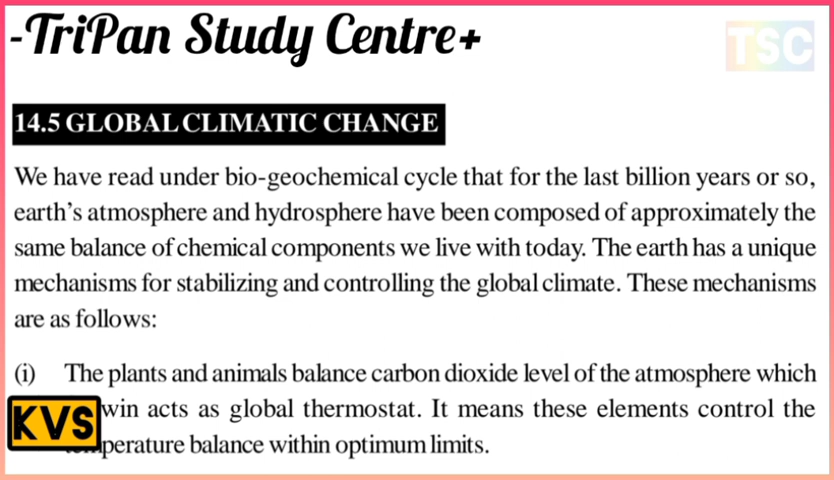 -TriPan Study Centre+
TSC
14.5 GLOBAL CLIMATIC CHANGE
We have read under bio-geochemical cycle that for the last billion years or so,
earth's atmosphere and hydrosphere have been composed of approximately the
same balance of chemical components we live with today. The earth has a unique
mechanisms for stabilizing and controlling the global climate. These mechanisms
are as follows:
(i) The plants and animals balance carbon dioxide level of the atmosphere which
win acts as global thermostat. It means these elements control the
KVS
balance within optimum limits.